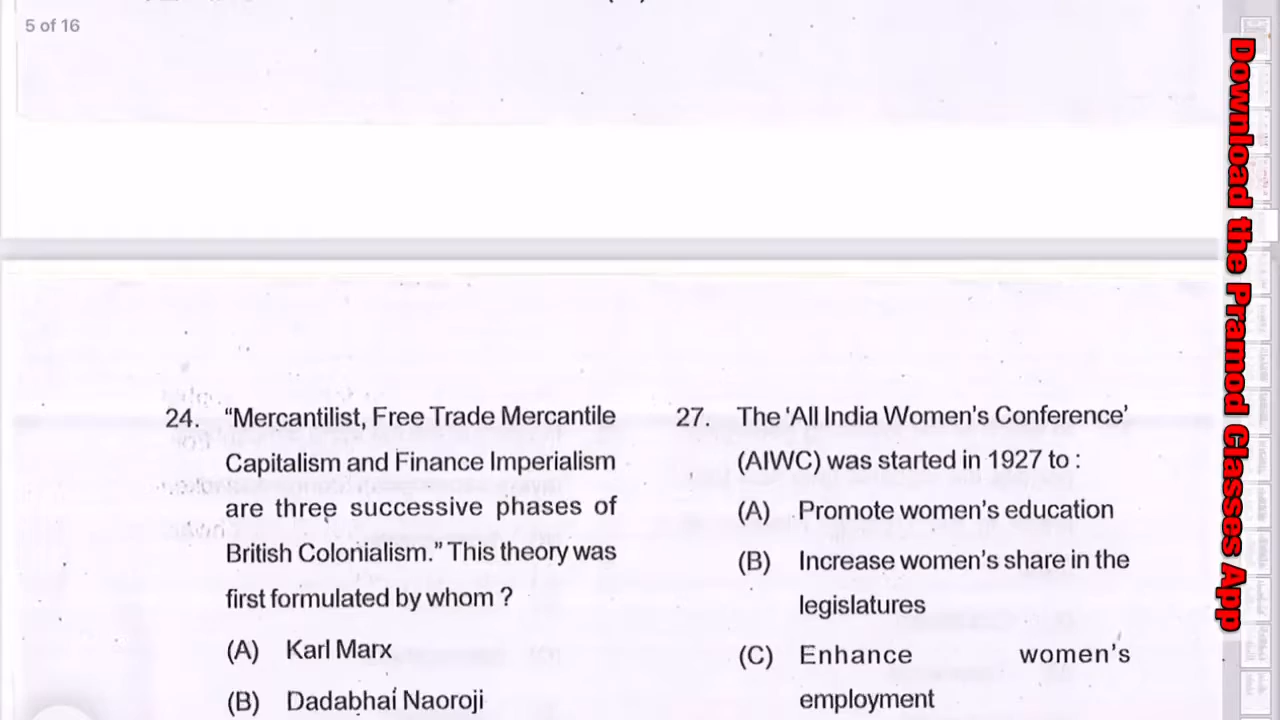 5 of 16
24. “Mercantilist, Free Trade Mercantile
Capitalism and Finance Imperialism
are three successive phases of
British Colonialism.” This theory was
first formulated by whom ?
(A) Karl Marx
(B) Dadabhai Naoroji
27. The ‘All India Women's Conference’
(AIWC) was started in 1927 to :
(A) Promote women’s education
(B) Increase women’s share in the
legislatures
(C) Enhance women’s
employment
Download the Pramod Classes App